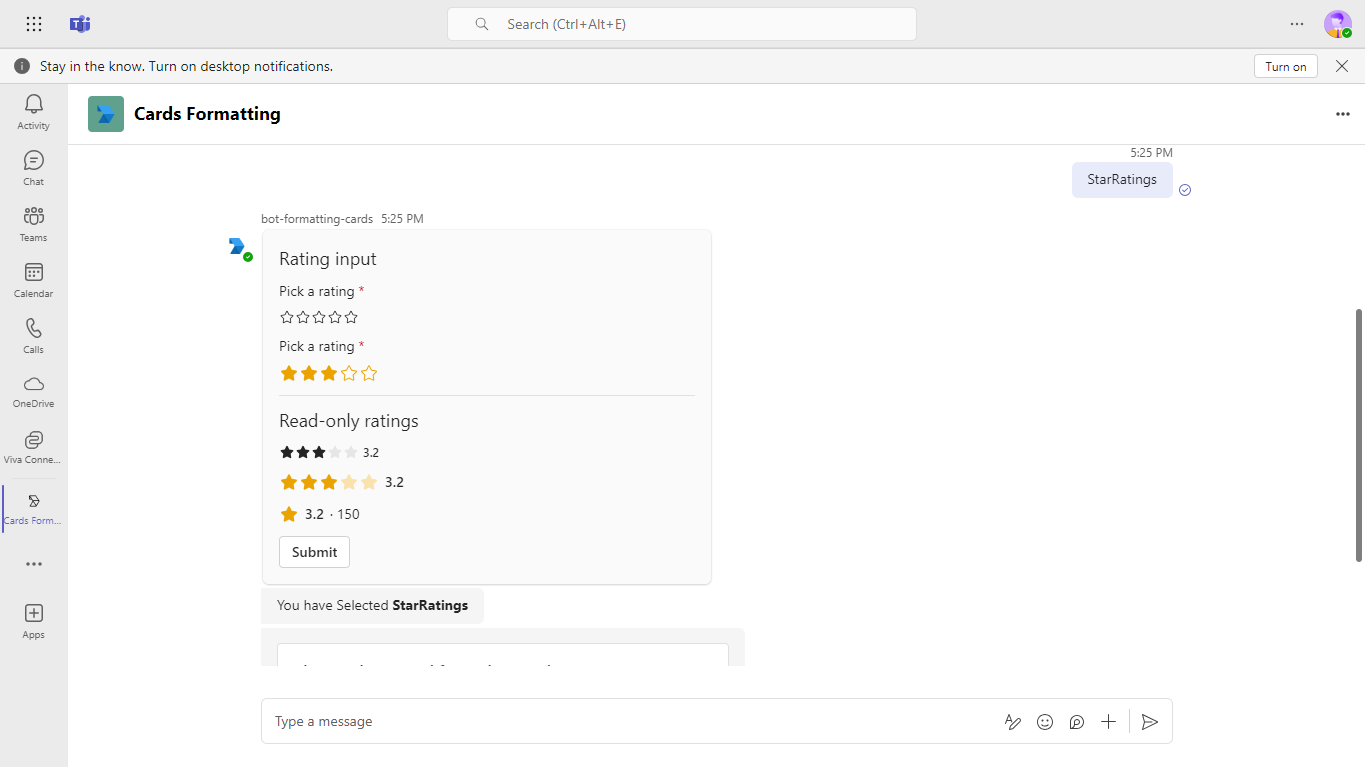 Search (Ctrl+Alt+E)
Stay in the know. Turn on desktop notifications.
Turn on
Activity
Chat
Teams
Calendar
Calls
OneDrive
Viva Conne...
Cards Form...
Apps
Cards Formatting
5:25 PM
StarRatings
bot-formatting-cards 5:25 PM
Rating input
Pick a rating *
Pick a rating *
Read-only ratings
3.2
3.2
3.2 · 150
Submit
You have Selected StarRatings
Type a message